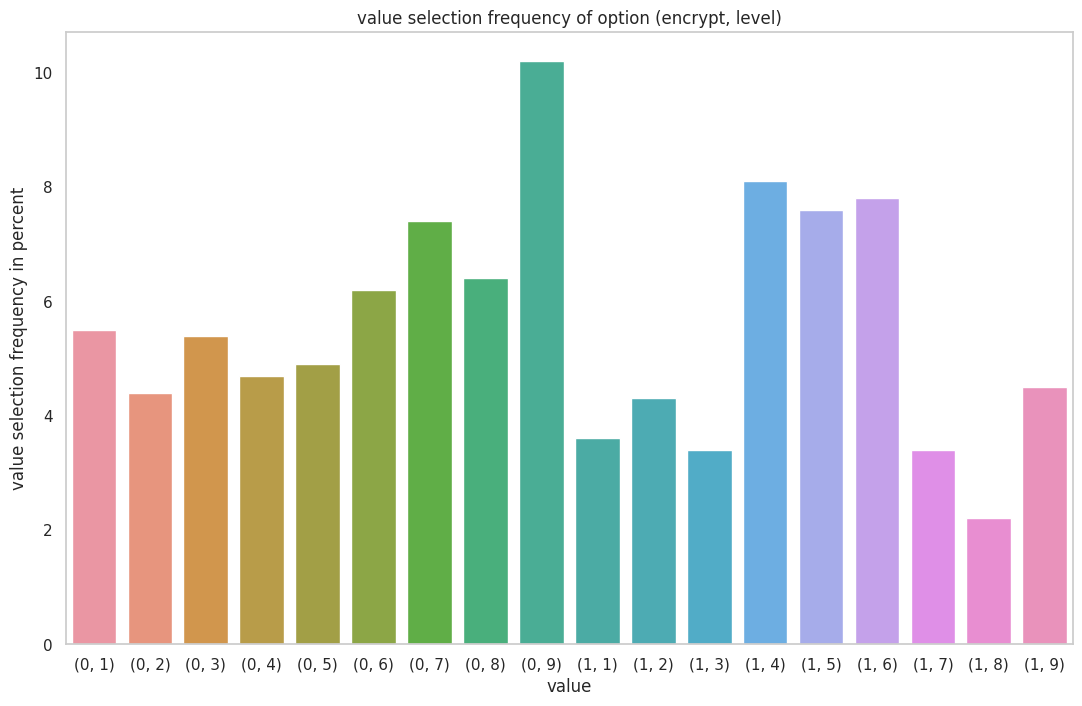 value selection frequency of option (encrypt, level)
value selection frequency in percent
10
8
6
4
2
0
(0, 1) (0, 2) (0, 3) (0, 4) (0, 5) (0, 6) (0, 7) (0, 8) (0, 9) (1, 1) (1, 2) (1, 3) (1, 4) (1, 5) (1, 6) (1, 7) (1, 8) (1, 9)
value